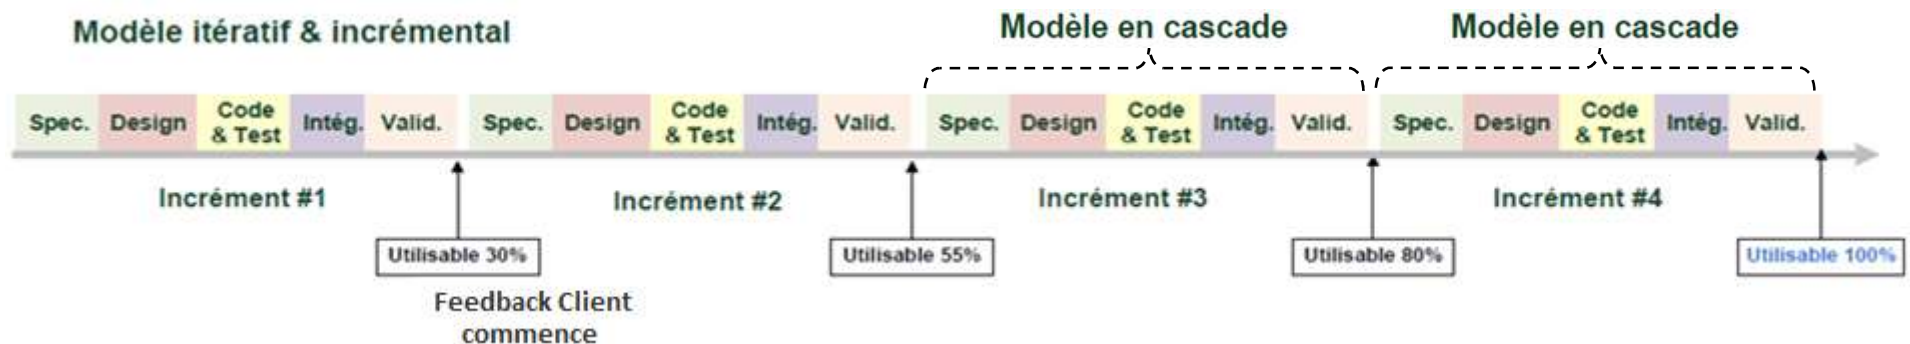 Modèle itératif & incrémental
Modèle en cascade
Modèle en cascade
Spec. Design Code & Test Intég. Valid. Spec. Design Code & Test Intég. Valid. Spec. Design Code & Test Intég. Valid. Spec. Design Code & Test Intég. Valid.
Incrément #1
Incrément #2
Incrément #3
Incrément #4
Utilisable 30%
Utilisable 55%
Utilisable 80%
Utilisable 100%
Feedback Client
commence